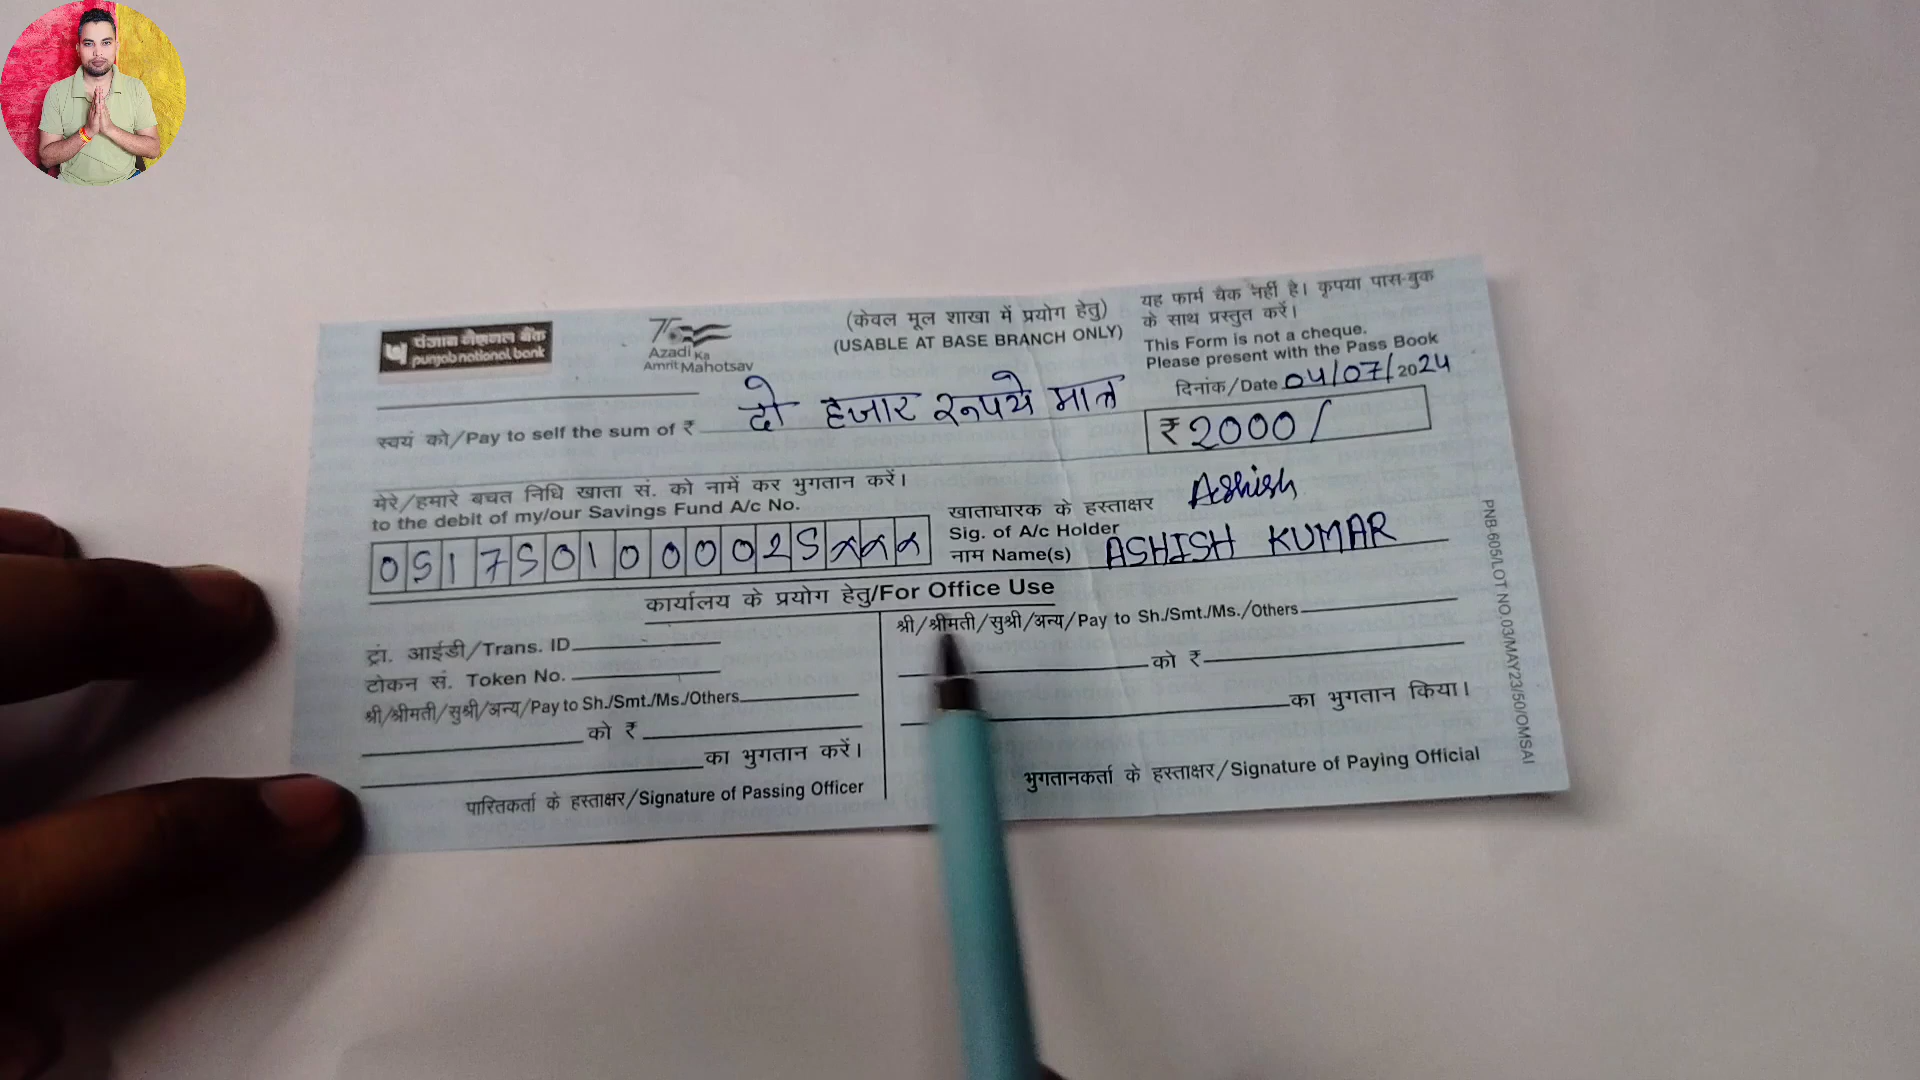 पंजाब नैशनल बैंक
punjab national bank
75
Azadi Ka
Amrit Mahotsav
(केवल मूल शाखा में प्रयोग हेतु)
(USABLE AT BASE BRANCH ONLY)
यह फार्म चैक नहीं है। कृपया पास-बुक
के साथ प्रस्तुत करें।
This Form is not a cheque.
Please present with the Pass Book
दिनांक/Date 04/07/2024
स्वयं को/Pay to self the sum of ₹ दो हजार रूपये मात्र
₹ 2000/
मेरे/हमारे बचत निधि खाता सं. को नामें कर भुगतान करें।
to the debit of my/our Savings Fund A/c No.
0517501000025xxx
खाताधारक के हस्ताक्षर Ashish
Sig. of A/c Holder
नाम Name(s) ASHISH KUMAR
कार्यालय के प्रयोग हेतु/For Office Use
ट्रां. आईडी/Trans. ID
टोकन सं. Token No.
श्री/श्रीमती/सुश्री/अन्य/Pay to Sh./Smt./Ms./Others
को ₹
का भुगतान करें।
पारितकर्ता के हस्ताक्षर/Signature of Passing Officer
श्री/श्रीमती/सुश्री/अन्य/Pay to Sh./Smt./Ms./Others
को ₹
का भुगतान किया।
भुगतानकर्ता के हस्ताक्षर/Signature of Paying Official
PNB-605/LOT NO.03/MAY23/50/OMSAI